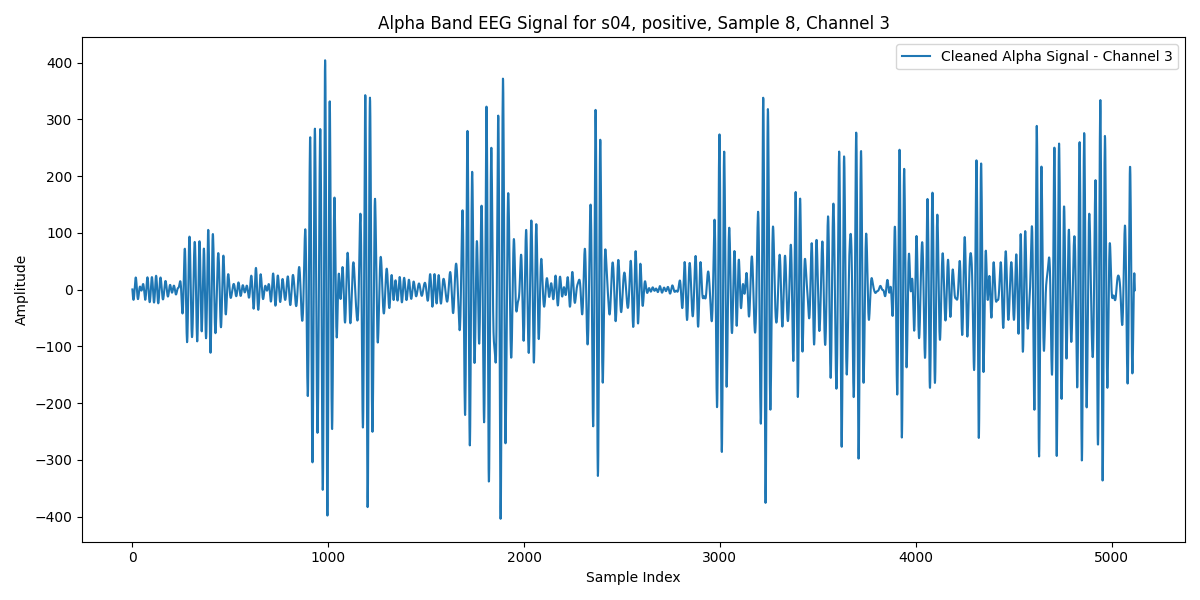 Alpha Band EEG Signal for s04, positive, Sample 8, Channel 3
Cleaned Alpha Signal - Channel 3
400
300
200
100
0
−100
−200
−300
−400
Amplitude
0 1000 2000 3000 4000 5000
Sample Index